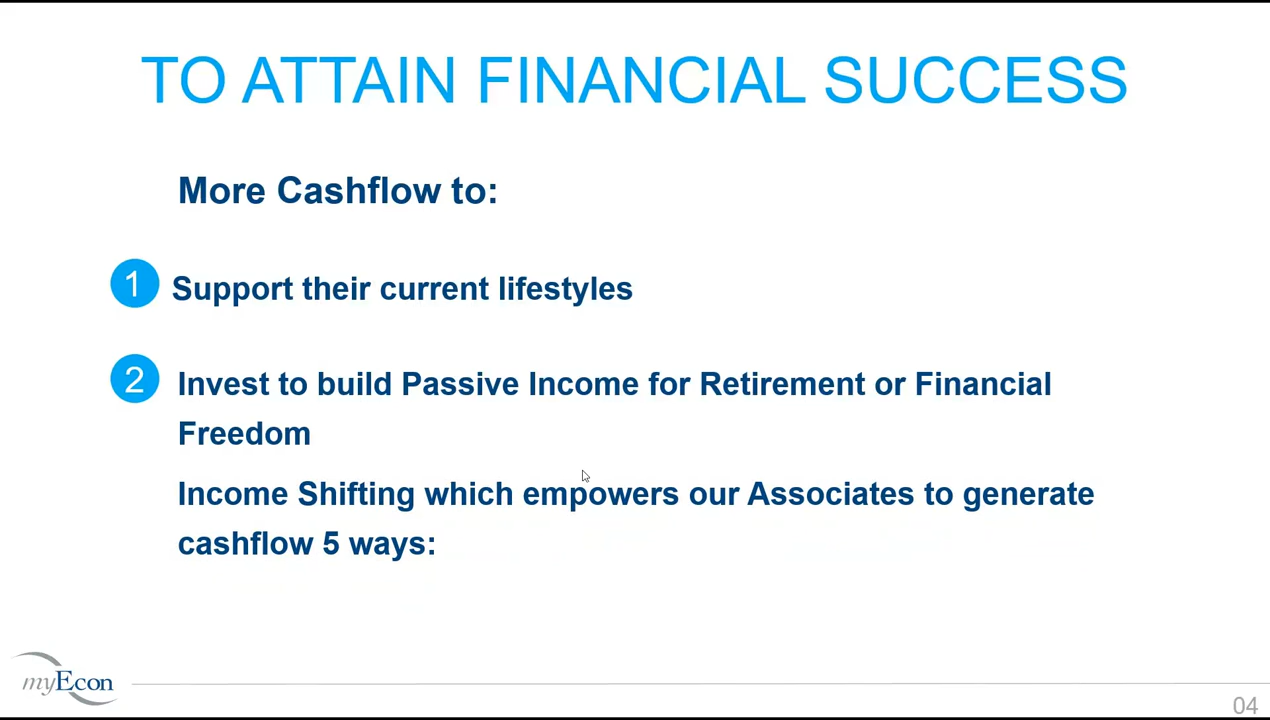 TO ATTAIN FINANCIAL SUCCESS
More Cashflow to:
1 Support their current lifestyles
2 Invest to build Passive Income for Retirement or Financial
Freedom
Income Shifting which empowers our Associates to generate
cashflow 5 ways:
myEcon
04